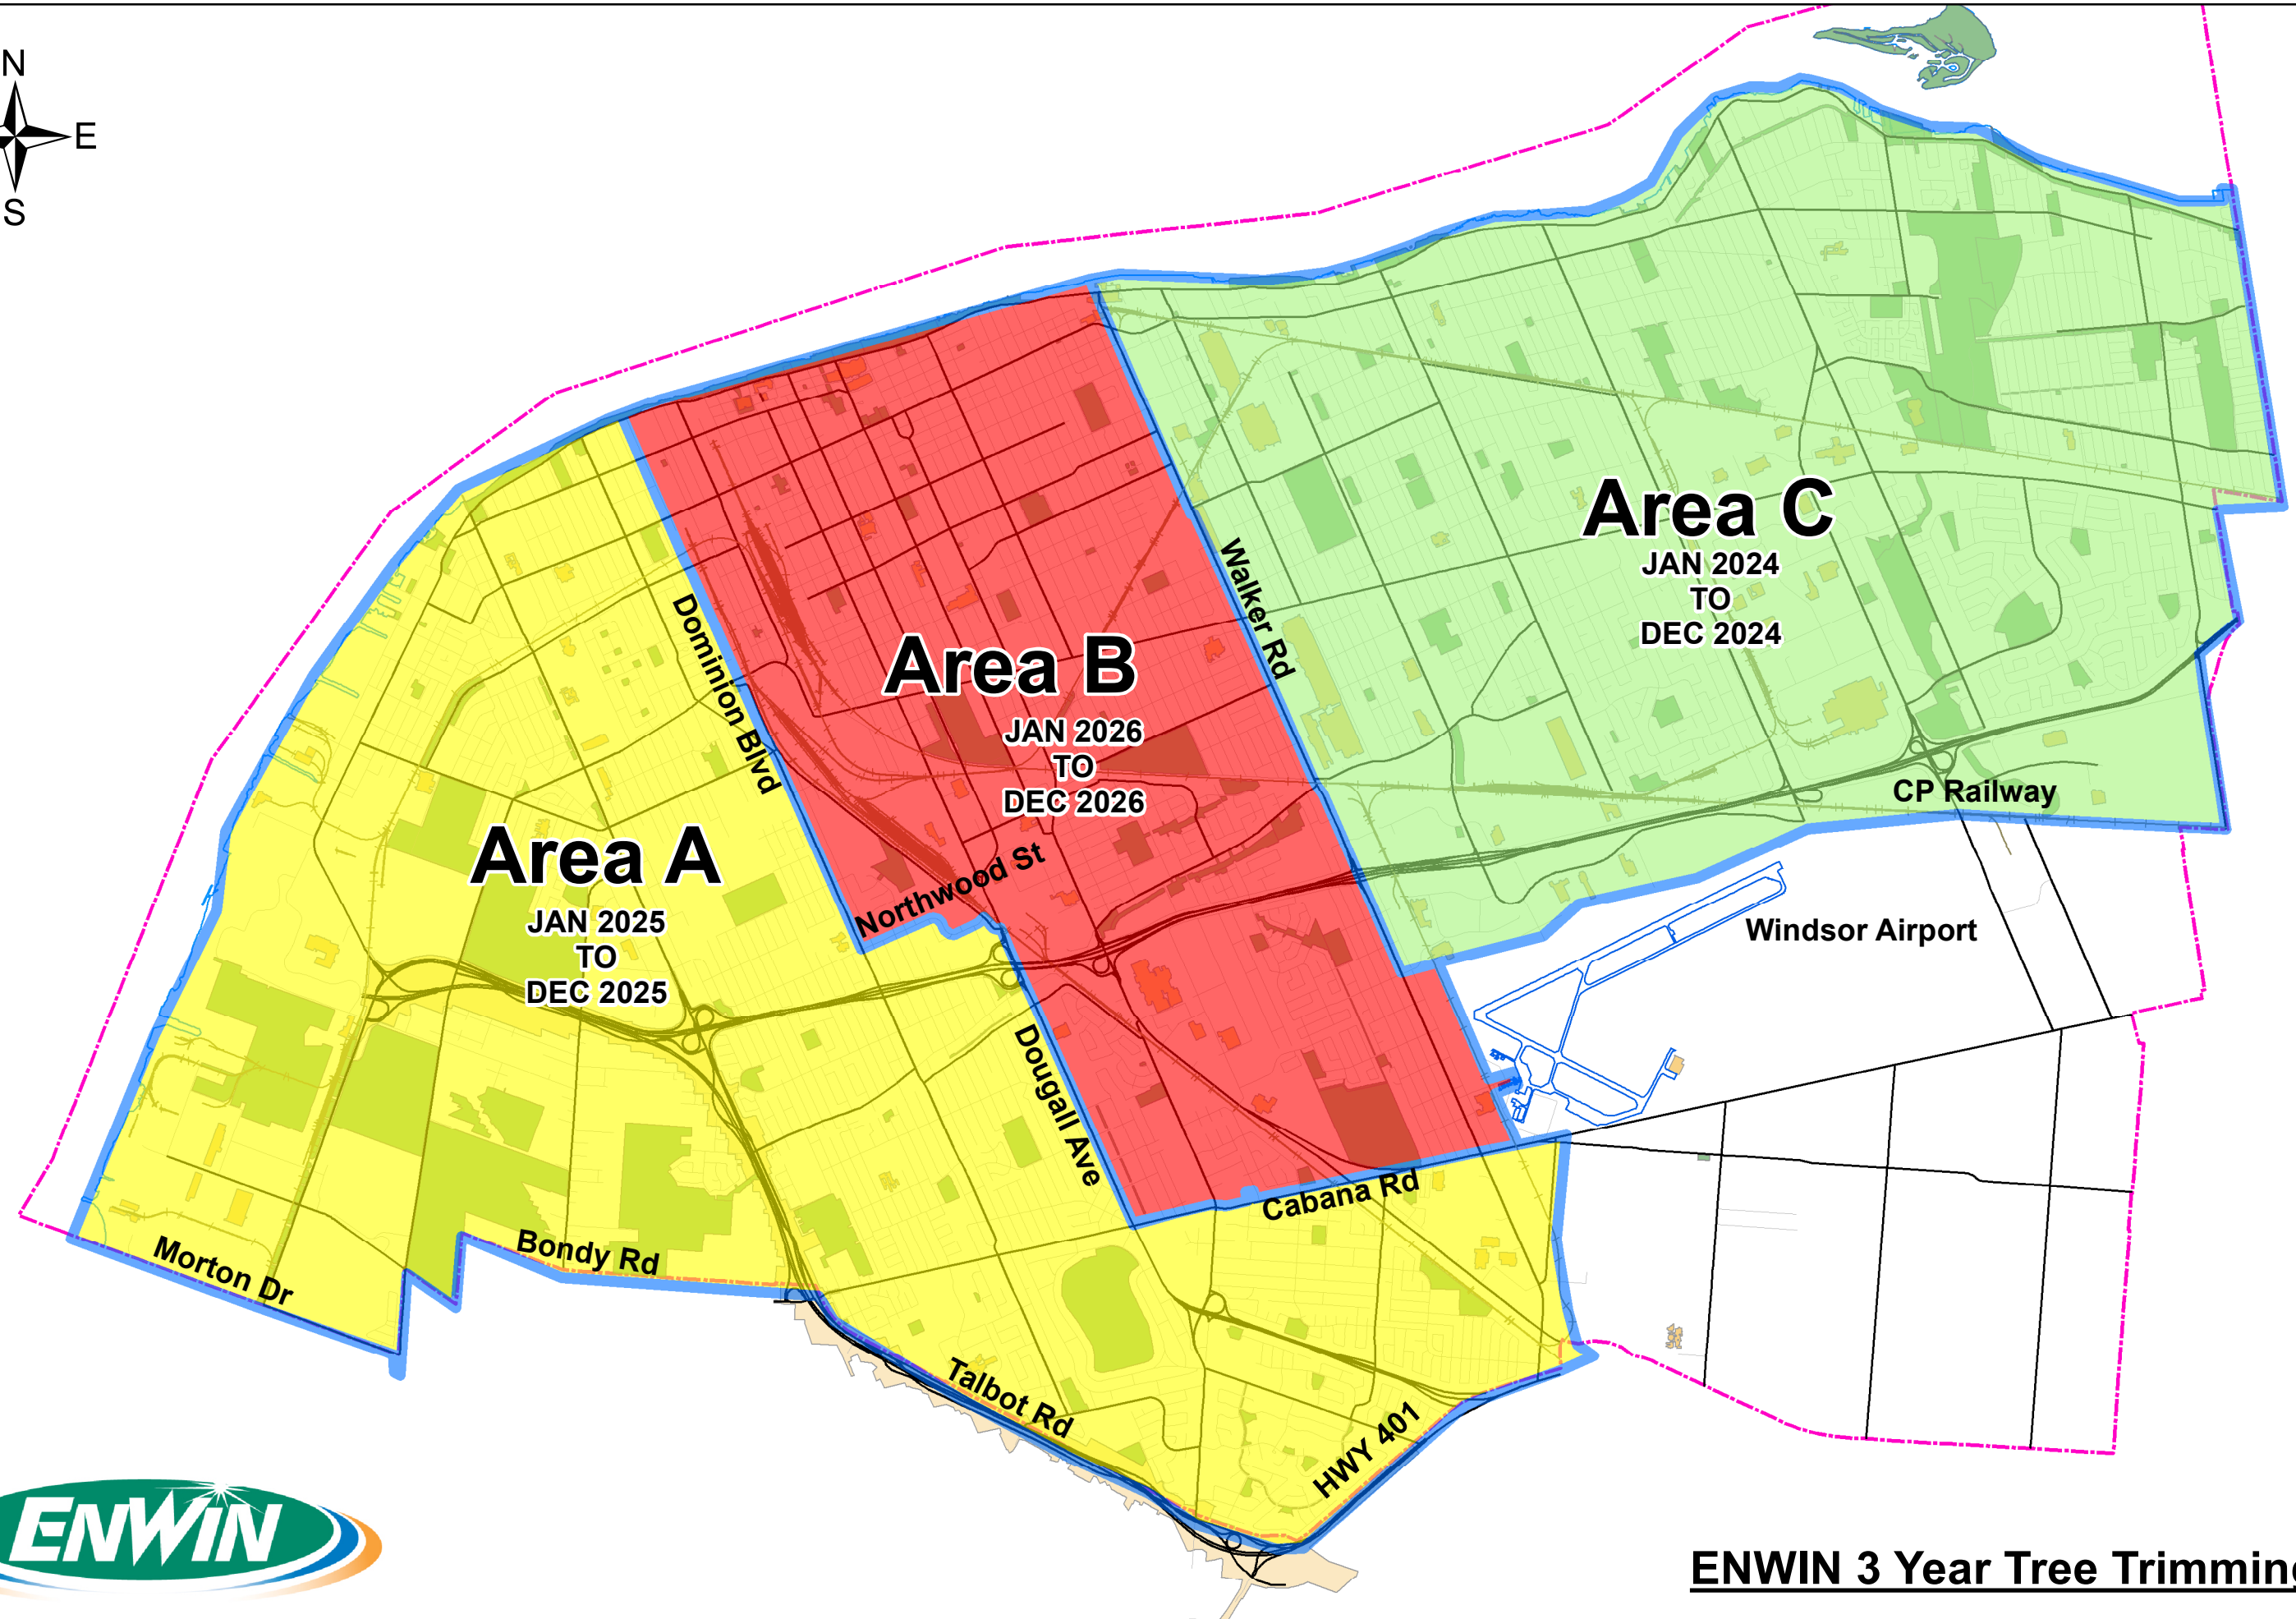 N
E
S
Area C
JAN 2024
TO
DEC 2024
Walker Rd
Area B
JAN 2026
TO
DEC 2026
Dominion Blvd
CP Railway
Area A
JAN 2025
TO
DEC 2025
Northwood St
Windsor Airport
Dougall Ave
Cabana Rd
Morton Dr
Bondy Rd
Talbot Rd
HWY 401
ENWIN
ENWIN 3 Year Tree Trimming